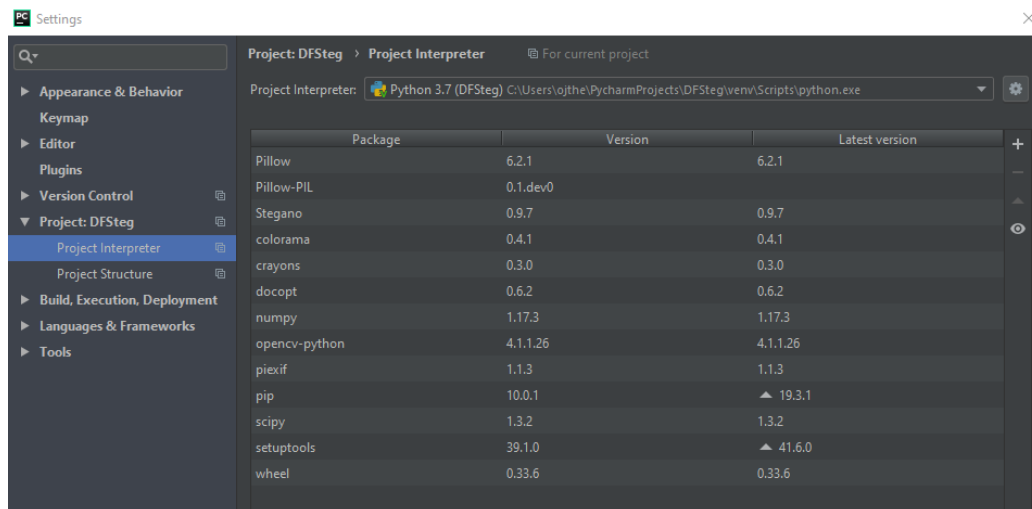 PC Settings
Project: DFSteg › Project Interpreter For current project
Project Interpreter: Python 3.7 (DFSteg) C:\Users\ojthe\PycharmProjects\DFSteg\venv\Scripts\python.exe
Appearance & Behavior
Keymap
Editor
Plugins
Version Control
Project: DFSteg
Project Interpreter
Project Structure
Build, Execution, Deployment
Languages & Frameworks
Tools
Package Version Latest version
Pillow 6.2.1 6.2.1
Pillow-PIL 0.1.dev0
Stegano 0.9.7 0.9.7
colorama 0.4.1 0.4.1
crayons 0.3.0 0.3.0
docopt 0.6.2 0.6.2
numpy 1.17.3 1.17.3
opencv-python 4.1.1.26 4.1.1.26
piexif 1.1.3 1.1.3
pip 10.0.1 19.3.1
scipy 1.3.2 1.3.2
setuptools 39.1.0 41.6.0
wheel 0.33.6 0.33.6